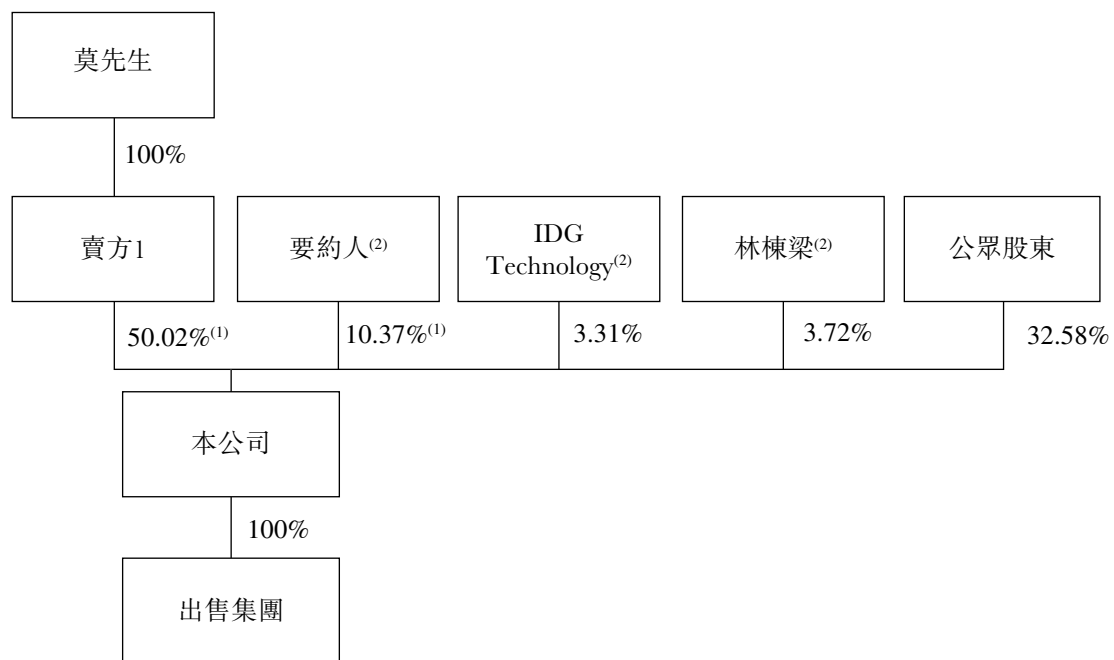 莫先生
100%
賣方1
要約人(2)
IDG
Technology(2)
林棟梁(2)
公眾股東
50.02%(1)
10.37%(1)
3.31%
3.72%
32.58%
本公司
100%
出售集團